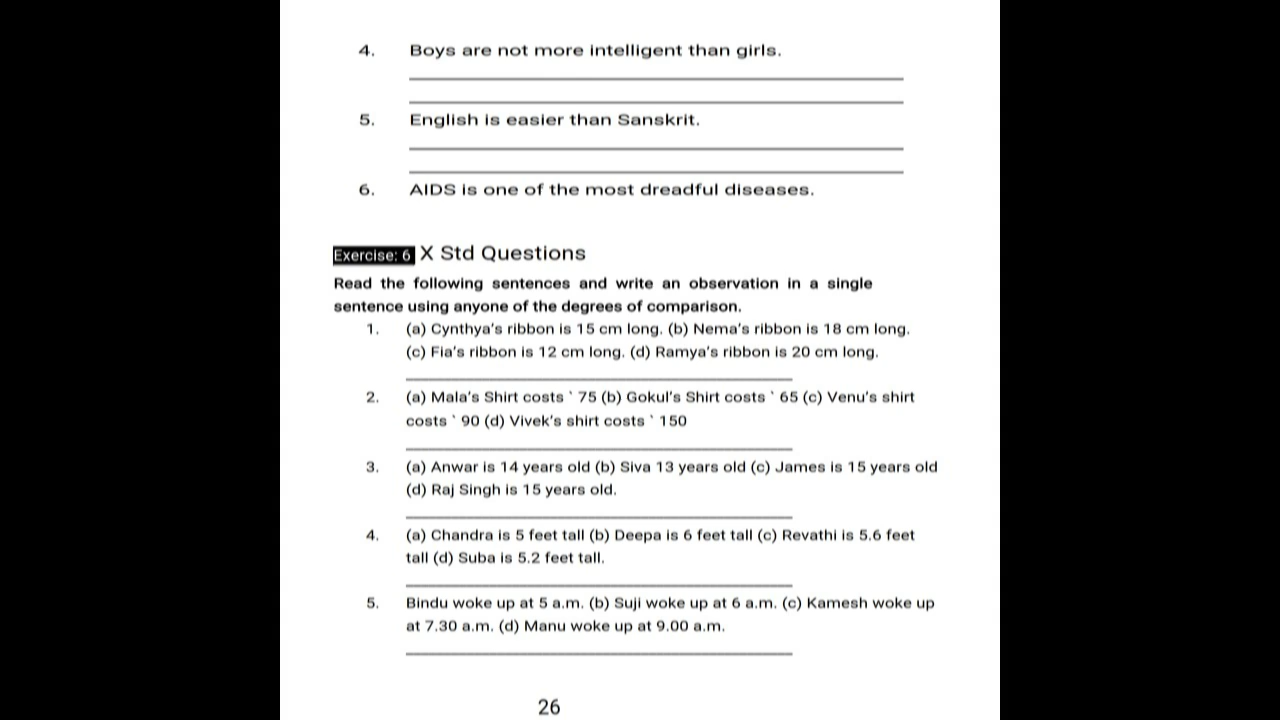 4. Boys are not more intelligent than girls.
5. English is easier than Sanskrit.
6. AIDS is one of the most dreadful diseases.
Exercise: 6 X Std Questions
Read the following sentences and write an observation in a single
sentence using anyone of the degrees of comparison.
1. (a) Cynthya's ribbon is 15 cm long. (b) Nema's ribbon is 18 cm long.
(c) Fia's ribbon is 12 cm long. (d) Ramya's ribbon is 20 cm long.
2. (a) Mala's Shirt costs ` 75 (b) Gokul's Shirt costs ` 65 (c) Venu's shirt
costs ` 90 (d) Vivek's shirt costs ` 150
3. (a) Anwar is 14 years old (b) Siva 13 years old (c) James is 15 years old
(d) Raj Singh is 15 years old.
4. (a) Chandra is 5 feet tall (b) Deepa is 6 feet tall (c) Revathi is 5.6 feet
tall (d) Suba is 5.2 feet tall.
5. Bindu woke up at 5 a.m. (b) Suji woke up at 6 a.m. (c) Kamesh woke up
at 7.30 a.m. (d) Manu woke up at 9.00 a.m.
26